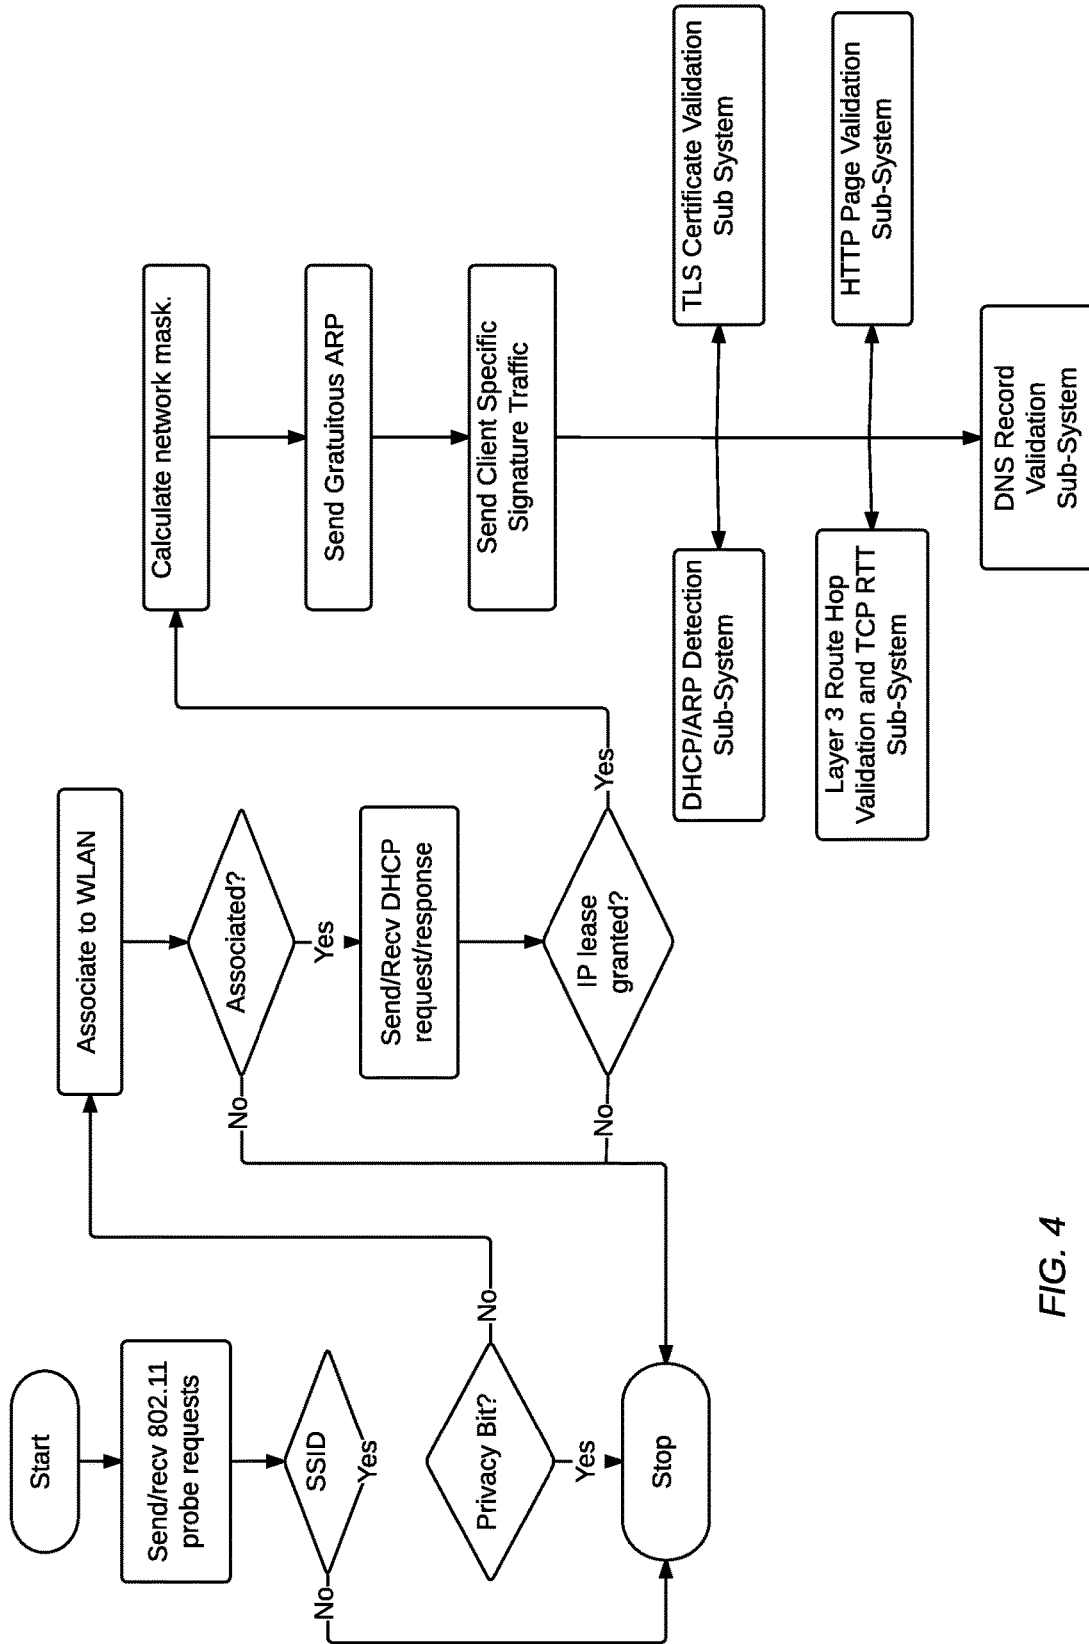 Start
Send/recv 802.11
probe requests
SSID
No
Yes
Privacy Bit?
No
Yes
Stop
Associate to WLAN
Associated?
No
Yes
Send/Recv DHCP
request/response
IP lease
granted?
No
Yes
Calculate network mask.
Send Gratuitous ARP
Send Client Specific
Signature Traffic
DHCP/ARP Detection
Sub-System
TLS Certificate Validation
Sub System
Layer 3 Route Hop
Validation and TCP RTT
Sub-System
HTTP Page Validation
Sub-System
DNS Record
Validation
Sub-System
FIG. 4